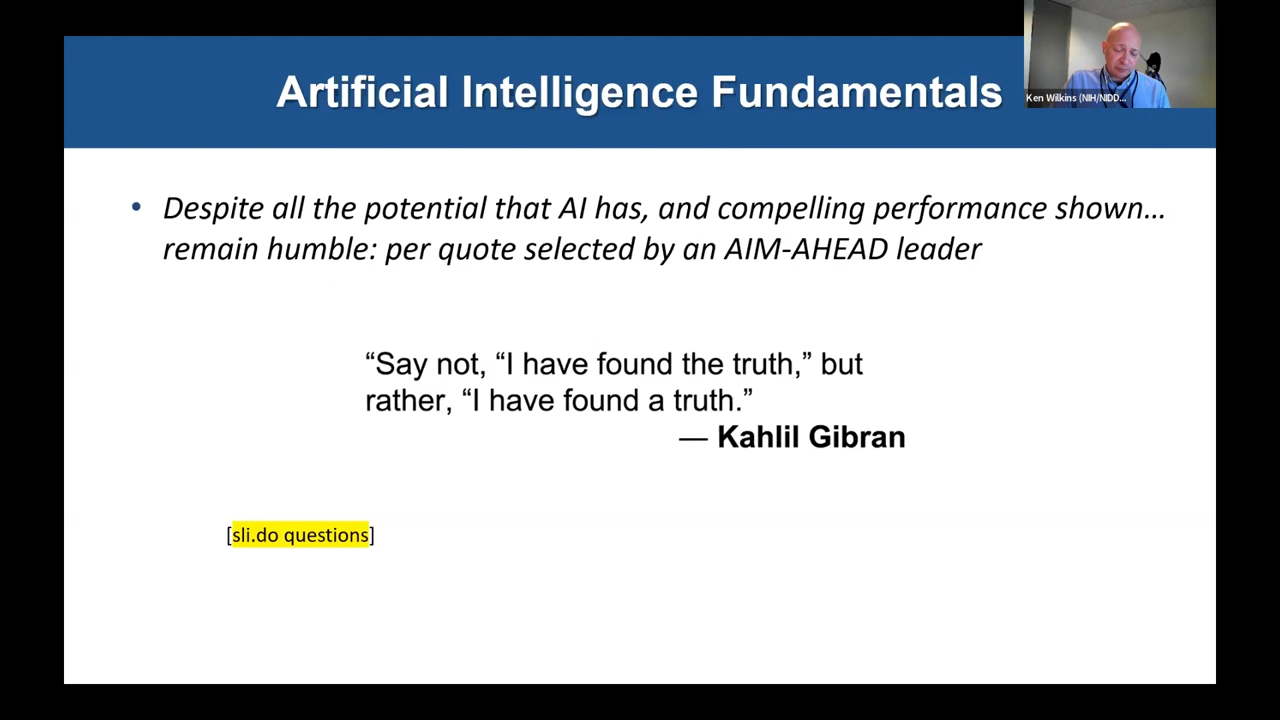 Artificial Intelligence Fundamentals
Ken Wilkins (NIH/NIDD...
• Despite all the potential that AI has, and compelling performance shown…
remain humble: per quote selected by an AIM-AHEAD leader
“Say not, “I have found the truth,” but
rather, “I have found a truth.”
— Kahlil Gibran
[sli.do questions]